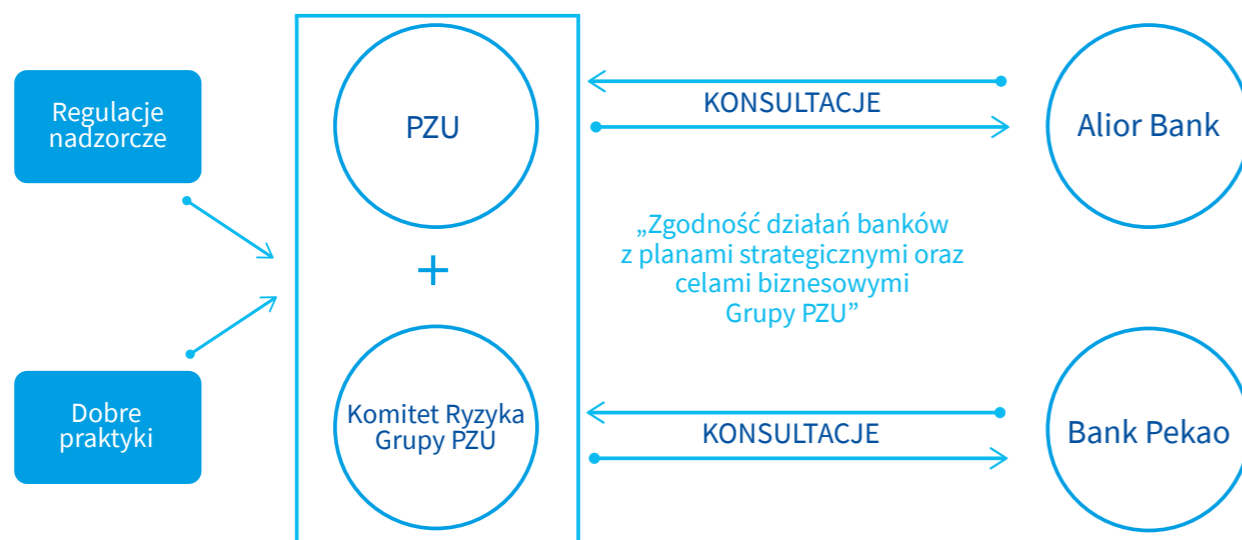 Regulacje
nadzorcze
Dobre
praktyki
PZU
+
Komitet Ryzyka
Grupy PZU
KONSULTACJE
„Zgodność działań banków
z planami strategicznymi oraz
celami biznesowymi
Grupy PZU”
KONSULTACJE
Alior Bank
Bank Pekao